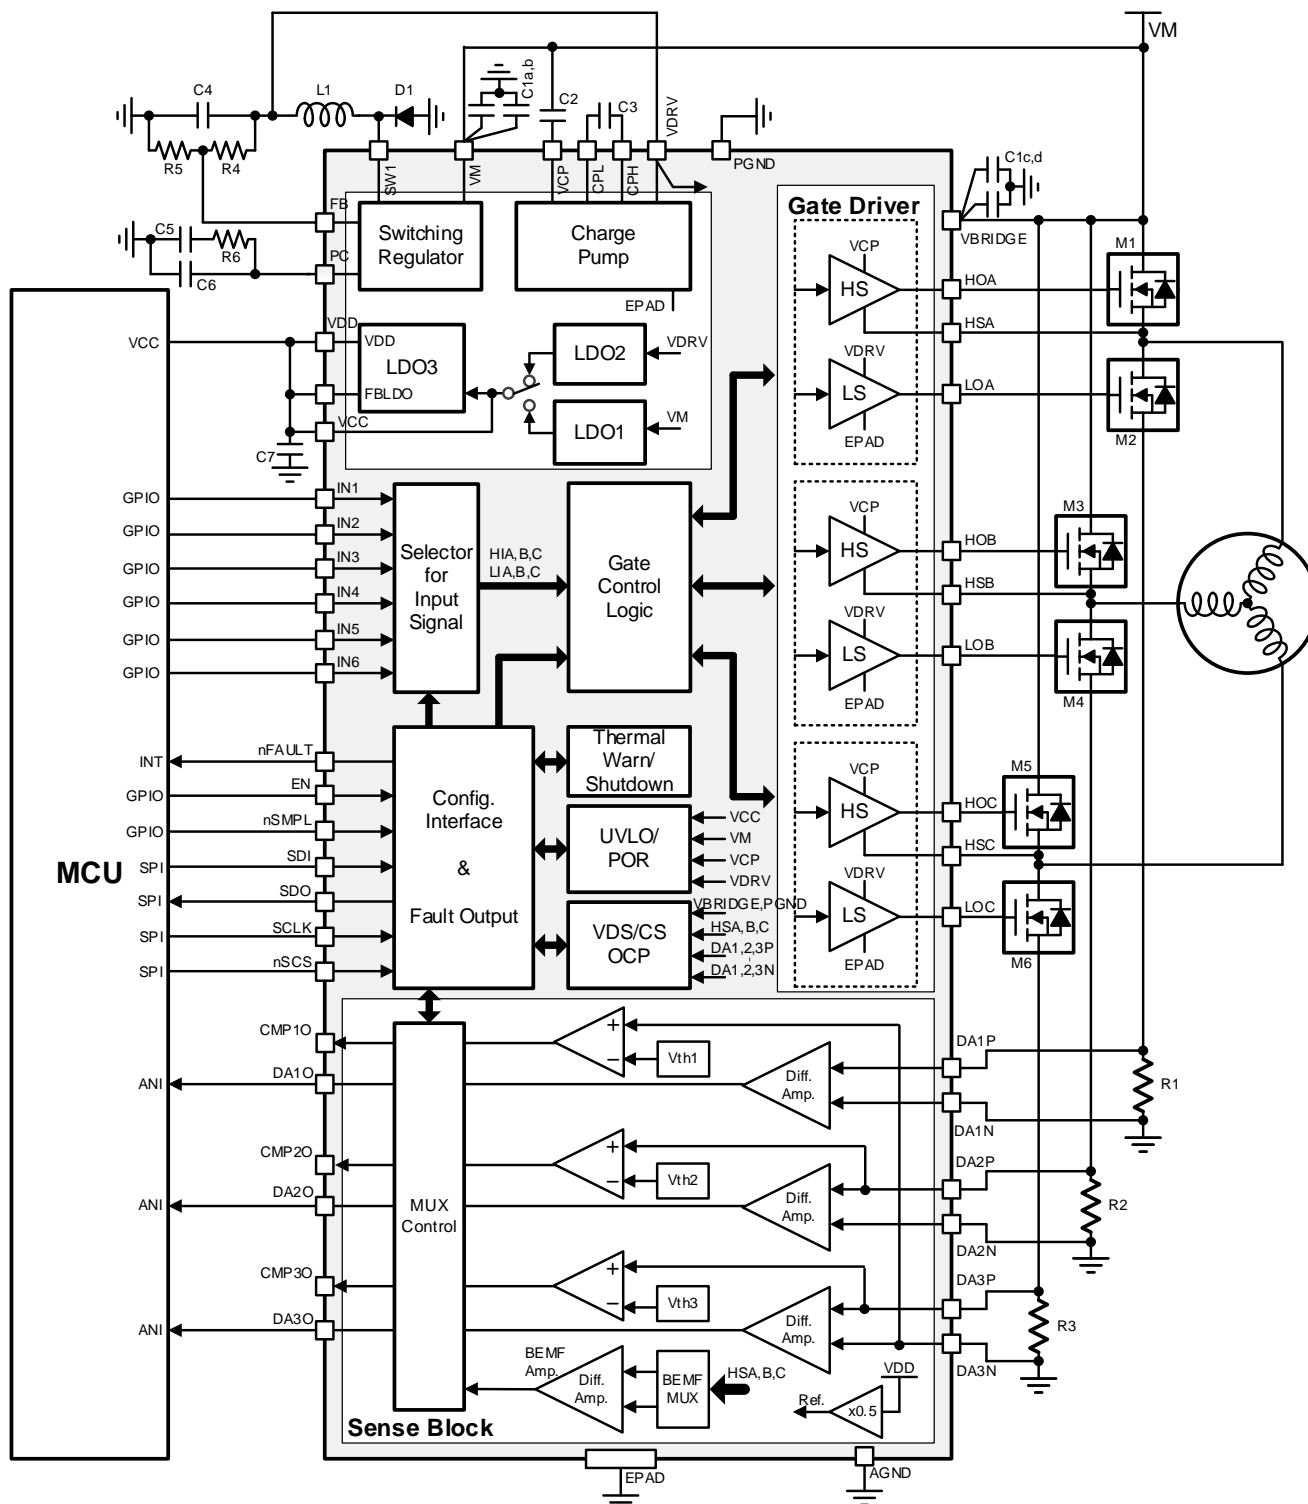 VM
C4
L1
D1
C1a,b
C2
C3
VDRV
R5
R4
SW1
VM
VCP
CPL
CPH
PGND
C1c,d
FB
C5
R6
C6
PC
Switching
Regulator
Charge
Pump
EPAD
Gate Driver
VBRIDGE
VCP
HS
HOA
M1
HSA
VDRV
LS
LOA
EPAD
M2
VCC
VDD
VDD
LDO3
FBLDO
VCC
C7
LDO2
VDRV
LDO1
VM
GPIO
IN1
GPIO
IN2
GPIO
IN3
GPIO
IN4
GPIO
IN5
GPIO
IN6
Selector
for
Input
Signal
HIA,B,C
LIA,B,C
Gate
Control
Logic
VCP
HS
HOB
M3
HSB
VDRV
LS
LOB
EPAD
M4
MCU
INT
nFAULT
GPIO
EN
GPIO
nSMPL
SPI
SDI
SPI
SDO
SPI
SCLK
SPI
nSCS
Config.
Interface
&
Fault Output
Thermal
Warn/
Shutdown
UVLO/
POR
VCC
VM
VCP
VDRV
VDS/CS
OCP
VBRIDGE,PGND
HSA,B,C
DA1,2,3P
DA1,2,3N
VCP
HS
HOC
M5
HSC
VDRV
LS
LOC
EPAD
M6
CMP1O
ANI
DA1O
+
−
Vth1
Diff.
Amp.
DA1P
DA1N
R1
CMP2O
ANI
DA2O
MUX
Control
+
−
Vth2
Diff.
Amp.
DA2P
DA2N
R2
CMP3O
ANI
DA3O
+
−
Vth3
Diff.
Amp.
DA3P
DA3N
R3
BEMF
Amp.
Diff.
Amp.
BEMF
MUX
HSA,B,C
VDD
Ref.
x0.5
Sense Block
EPAD
AGND